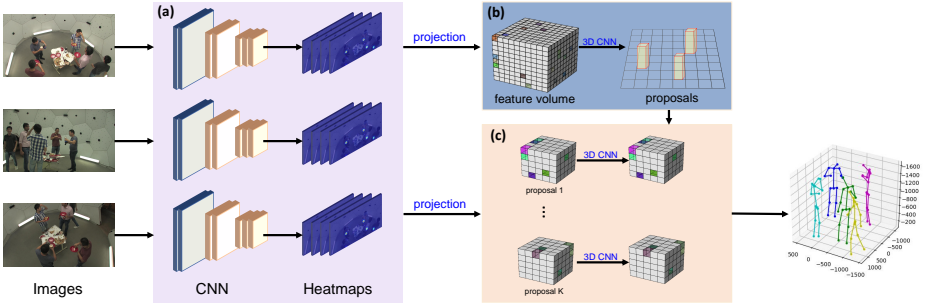 (a)
Images
CNN
Heatmaps
projection
projection
(b)
3D CNN
feature volume
proposals
(c)
3D CNN
proposal 1
...
3D CNN
proposal K
1600
1400
1200
1000
-800
-600
-400
-200
500
0
-500
-1000
-1500
-1000
-500
0
500
1000